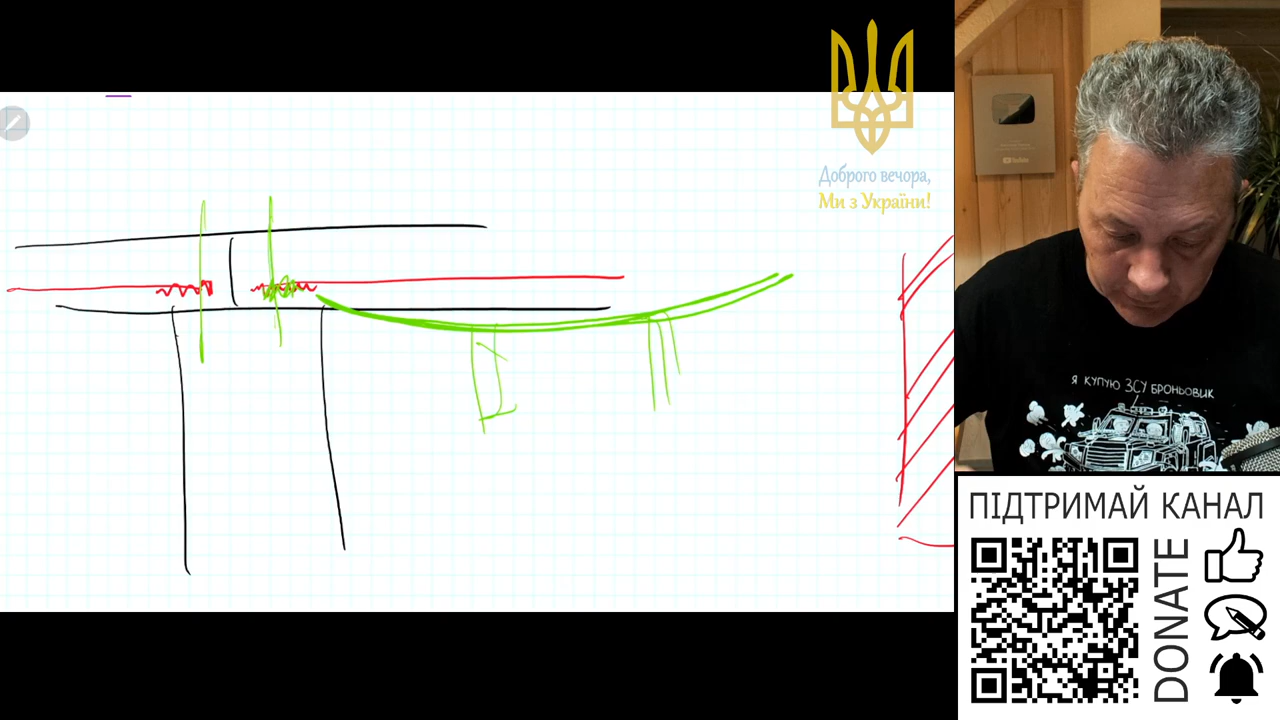 Доброго вечора,
Ми з України!
Я КУПУЮ ЗСУ БРОНЬОВИК
ПІДТРИМАЙ КАНАЛ
DONATE